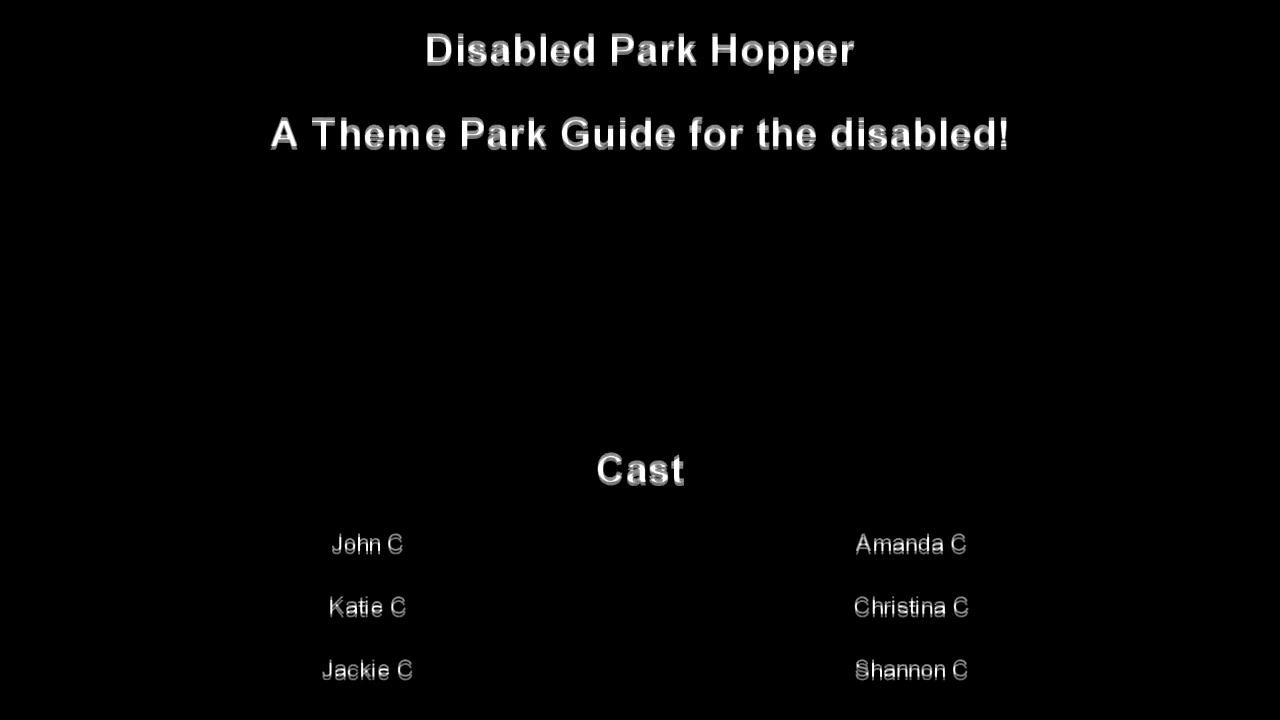 Disabled Park Hopper
A Theme Park Guide for the disabled!
Cast
John C Amanda C
Katie C Christina C
Jackie C Shannon C